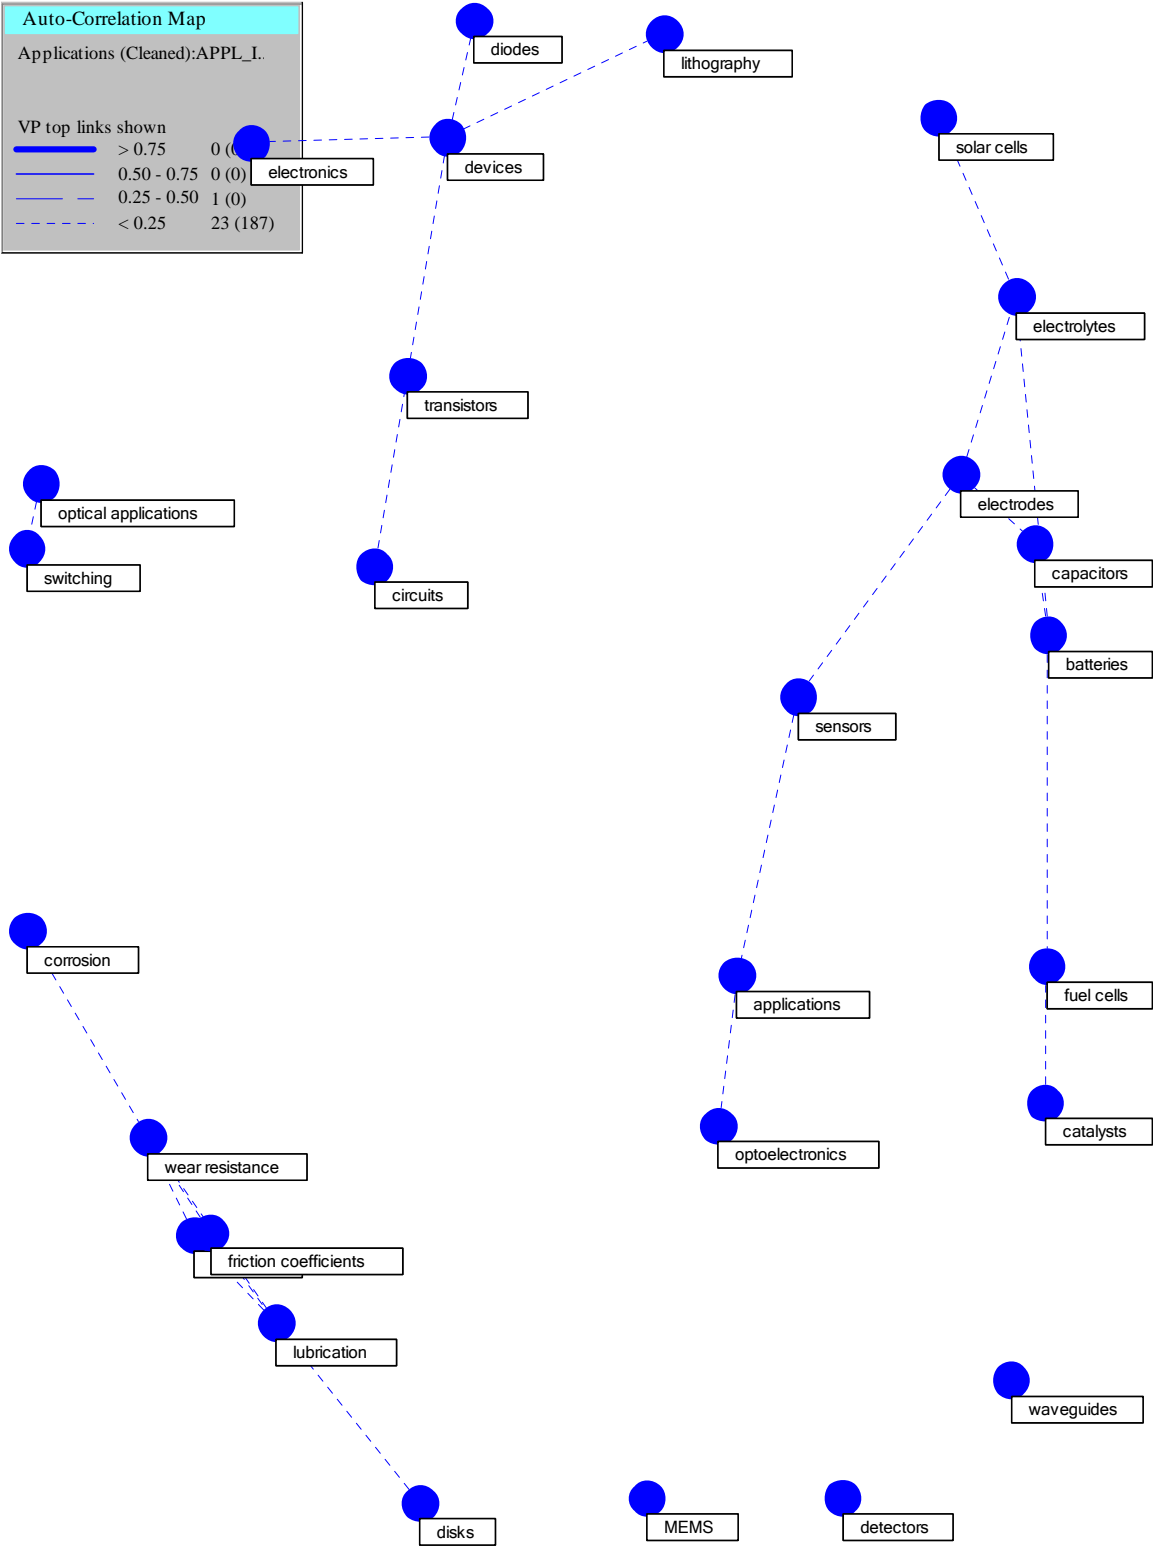 Auto-Correlation Map
Applications (Cleaned):APPL_I.
VP top links shown
> 0.75 0
0.50 - 0.75 0 (0)
0.25 - 0.50 1 (0)
< 0.25 23 (187)
diodes
lithography
electronics
devices
solar cells
electrolytes
transistors
optical applications
electrodes
switching
circuits
capacitors
batteries
sensors
corrosion
applications
fuel cells
catalysts
optoelectronics
wear resistance
friction coefficients
lubrication
waveguides
disks
MEMS
detectors